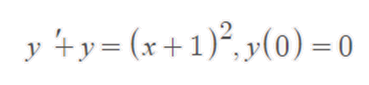 y ′+y=(x+1)², y(0)=0